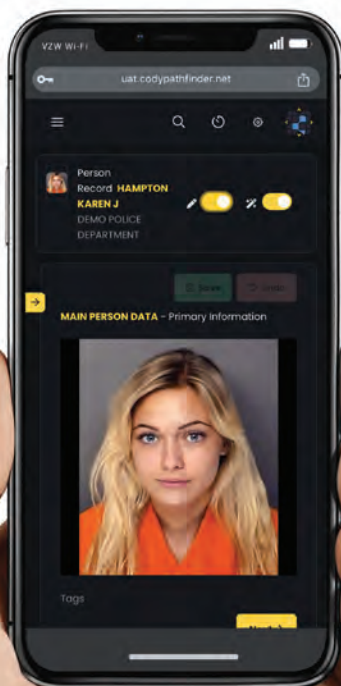 VZW Wi-Fi
uat.codypathfinder.net
Person
Record HAMPTON
KAREN J
DEMO POLICE
DEPARTMENT
Save
Undo
MAIN PERSON DATA - Primary Information
Tags
Next